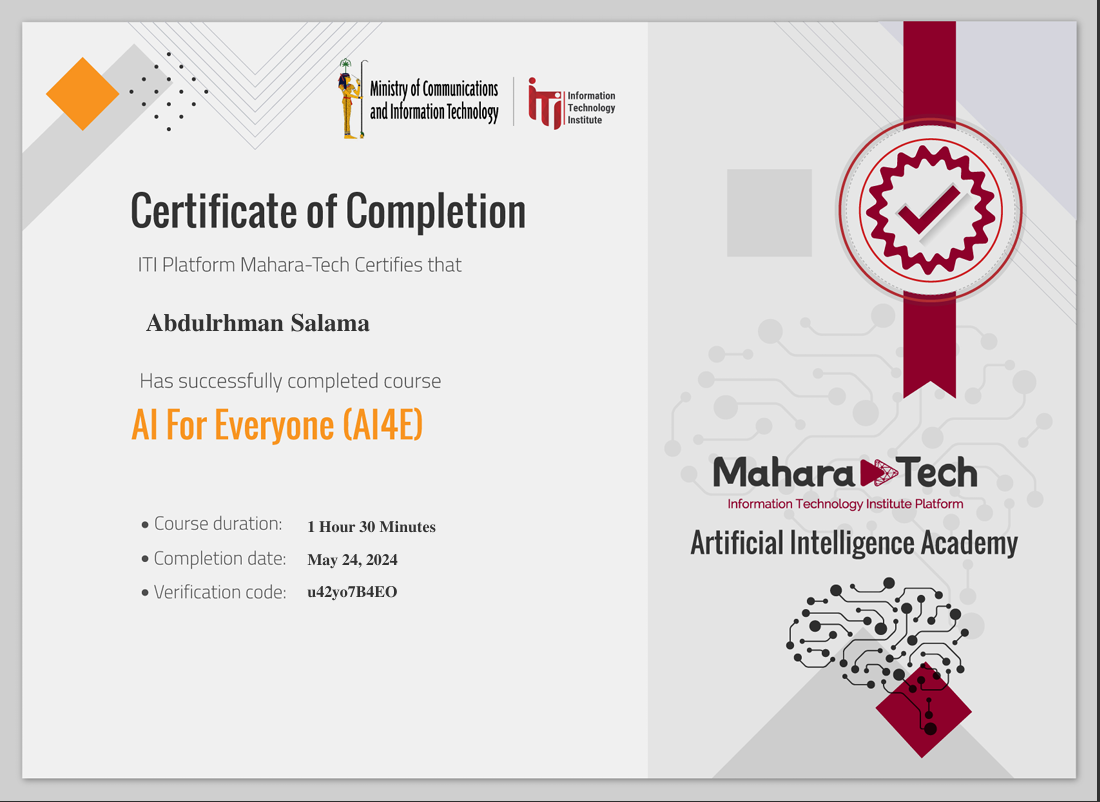 Ministry of Communications
and Information Technology
iTi
Information
Technology
Institute
Certificate of Completion
ITI Platform Mahara-Tech Certifies that
Abdulrhman Salama
Has successfully completed course
AI For Everyone (AI4E)
• Course duration: 1 Hour 30 Minutes
• Completion date: May 24, 2024
• Verification code: u42yo7B4EO
Mahara Tech
Information Technology Institute Platform
Artificial Intelligence Academy